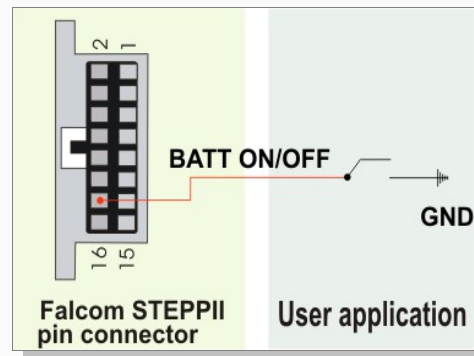 2 1
BATT ON/OFF
GND
16 15
Falcom STEPPII
pin connector
User application